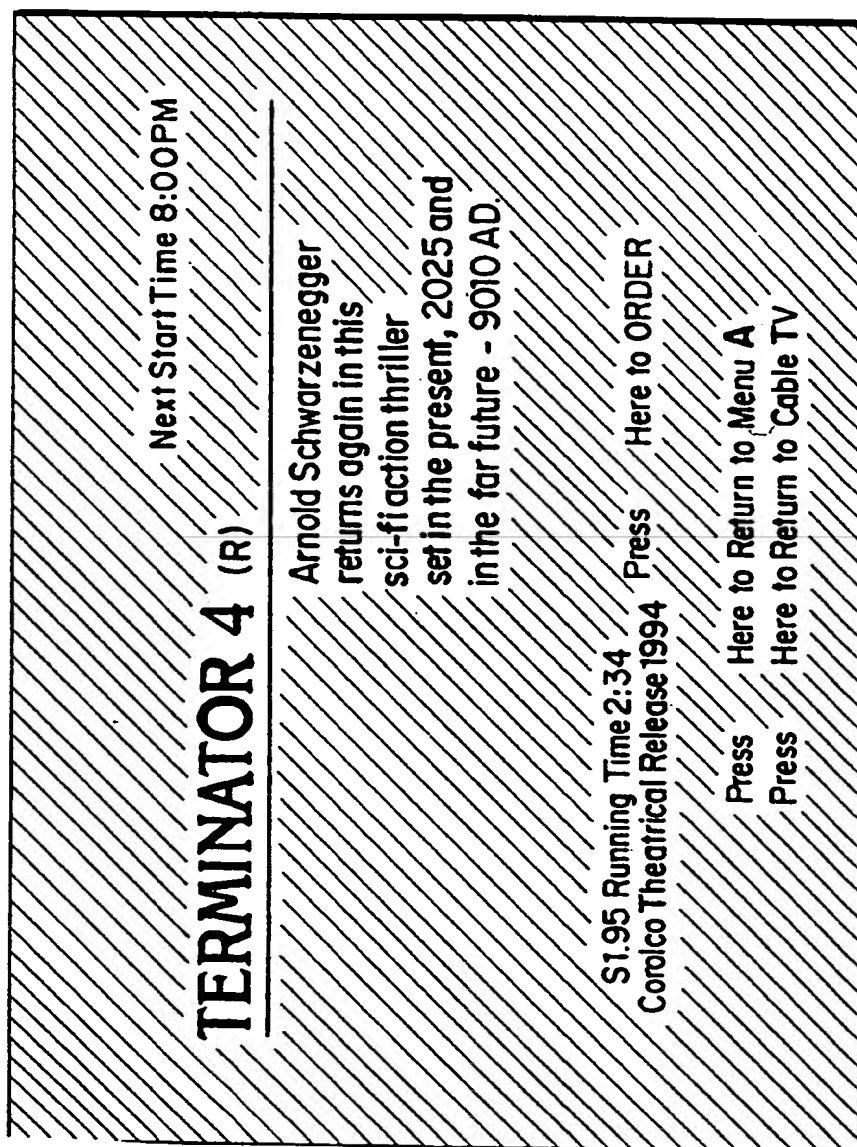 Next Start Time 8:00PM
TERMINATOR 4 (R)
Arnold Schwarzenegger
returns again in this
sci-fi action thriller
set in the present, 2025 and
in the far future - 9010 AD.
S1.95 Running Time 2:34
Corolco Theatrical Release 1994
Press Here to ORDER
Press Here to Return to Menu A
Press Here to Return to Cable TV